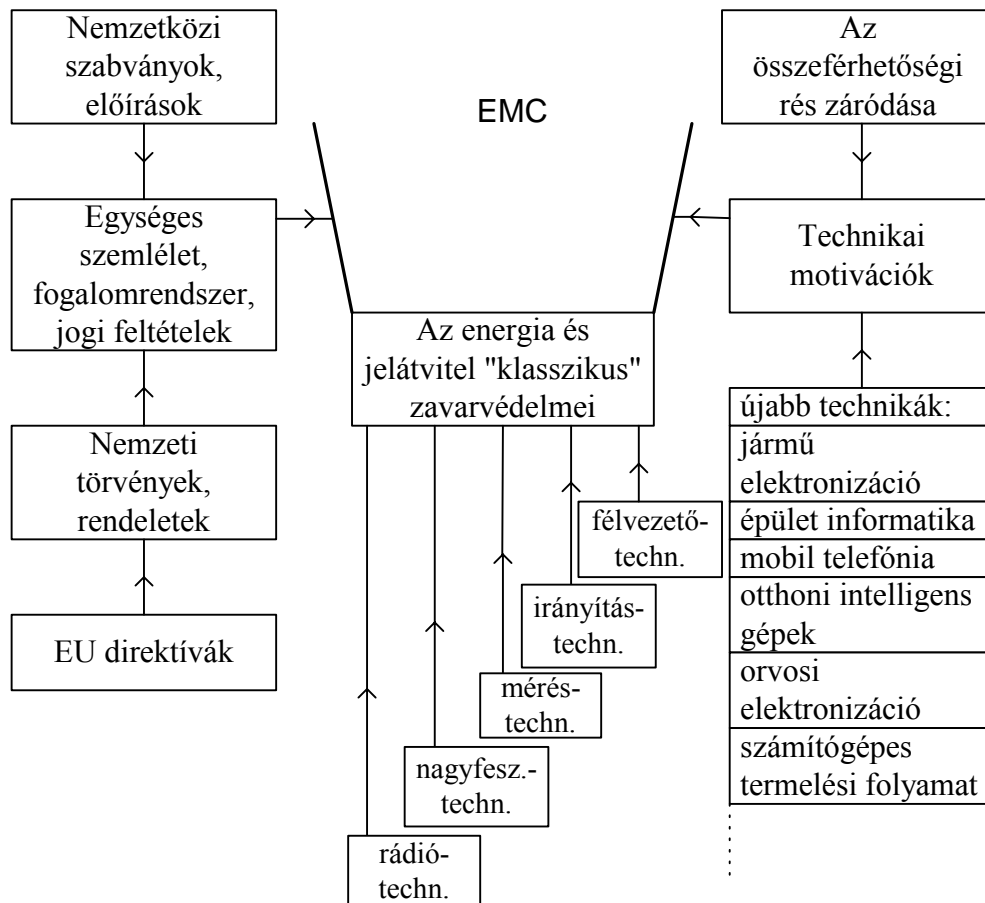 Nemzetközi
szabványok,
előírások
Egységes
szemlélet,
fogalomrendszer,
jogi feltételek
Nemzeti
törvények,
rendeletek
EU direktívák
EMC
Az energia és
jelátvitel "klasszikus"
zavarvédelmei
félvezető-
techn.
irányítás-
techn.
mérés-
techn.
nagyfesz.-
techn.
rádió-
techn.
Az
összeférhetőségi
rés záródása
Technikai
motivációk
újabb technikák:
jármű
elektronizáció
épület informatika
mobil telefónia
otthoni intelligens
gépek
orvosi
elektronizáció
számítógépes
termelési folyamat